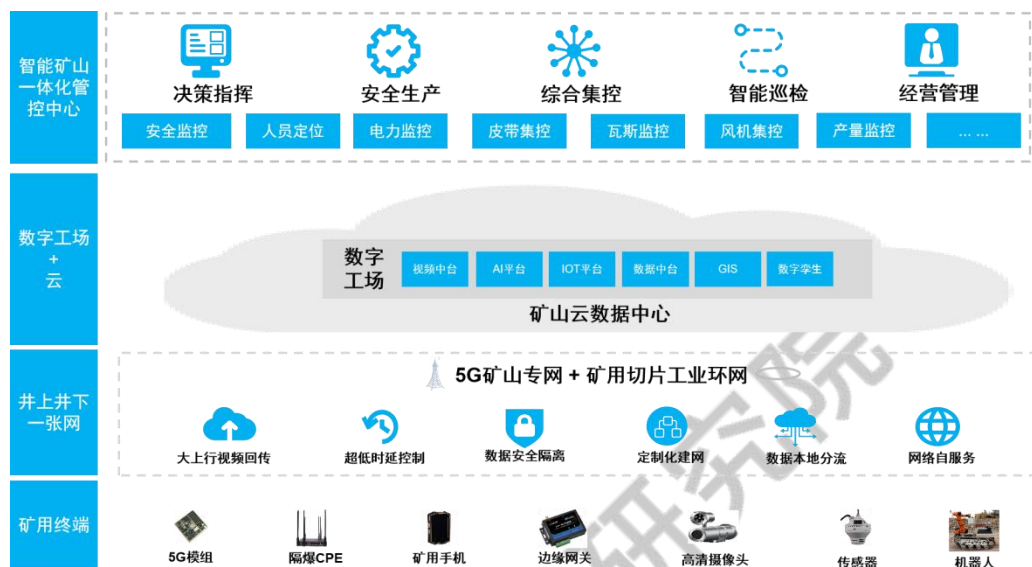 智能矿山
一体化管
控中心
决策指挥
安全生产
综合集控
智能巡检
经营管理
安全监控
人员定位
电力监控
皮带集控
瓦斯监控
风机集控
产量监控
... ...
数字工场
+
云
数字
工场
视频中台
AI平台
IOT平台
数据中台
GIS
数字孪生
矿山云数据中心
井上井下
一张网
5G矿山专网 + 矿用切片工业环网
大上行视频回传
超低时延控制
数据安全隔离
定制化建网
数据本地分流
网络自服务
矿用终端
5G模组
隔爆CPE
矿用手机
边缘网关
高清摄像头
传感器
机器人
研究院